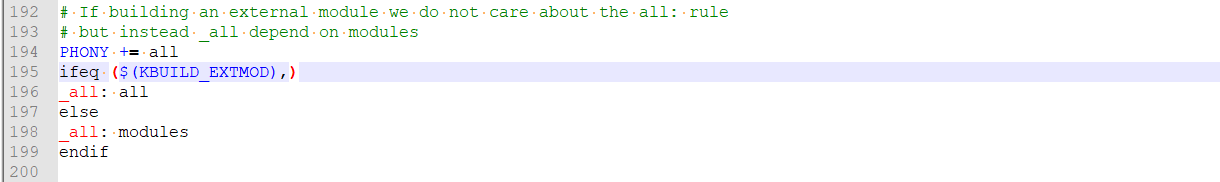 192 # If building an external module we do not care about the all: rule
193 # but instead _all depend on modules
194 PHONY += all
195 ifeq ($(KBUILD_EXTMOD),)
196 _all: all
197 else
198 _all: modules
199 endif
200